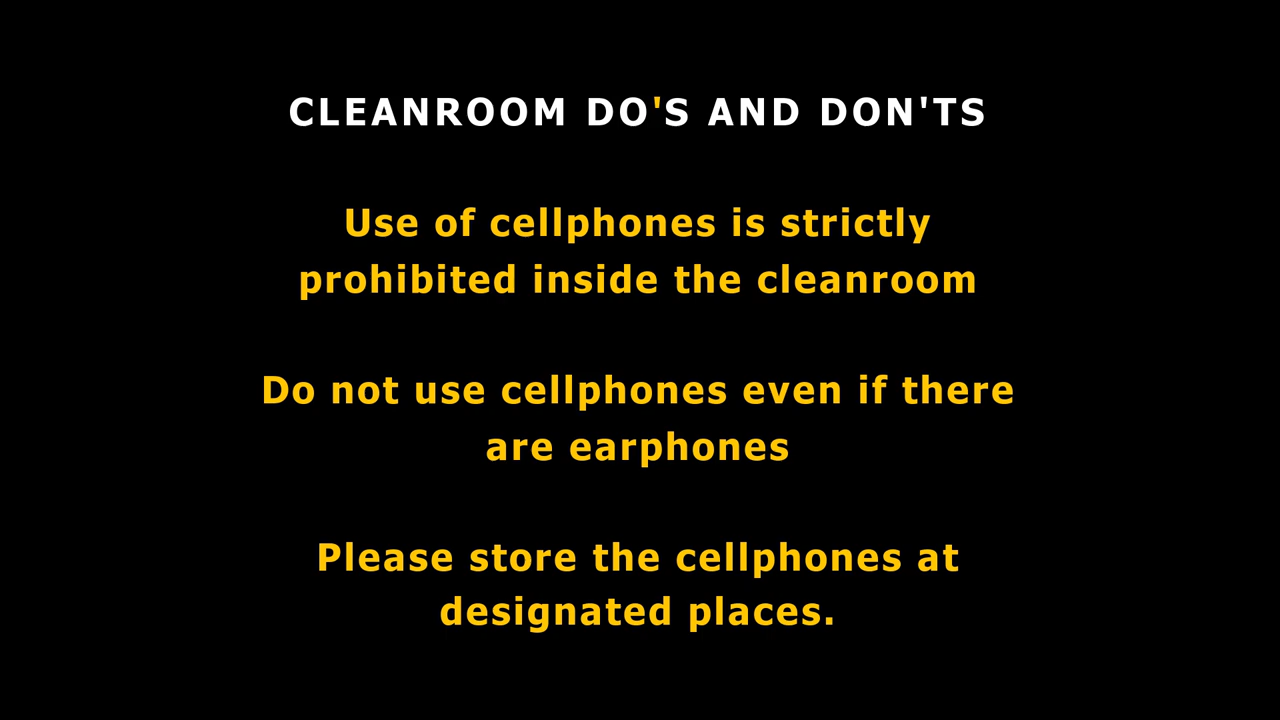 CLEANROOM DO'S AND DON'TS
Use of cellphones is strictly
prohibited inside the cleanroom
Do not use cellphones even if there
are earphones
Please store the cellphones at
designated places.